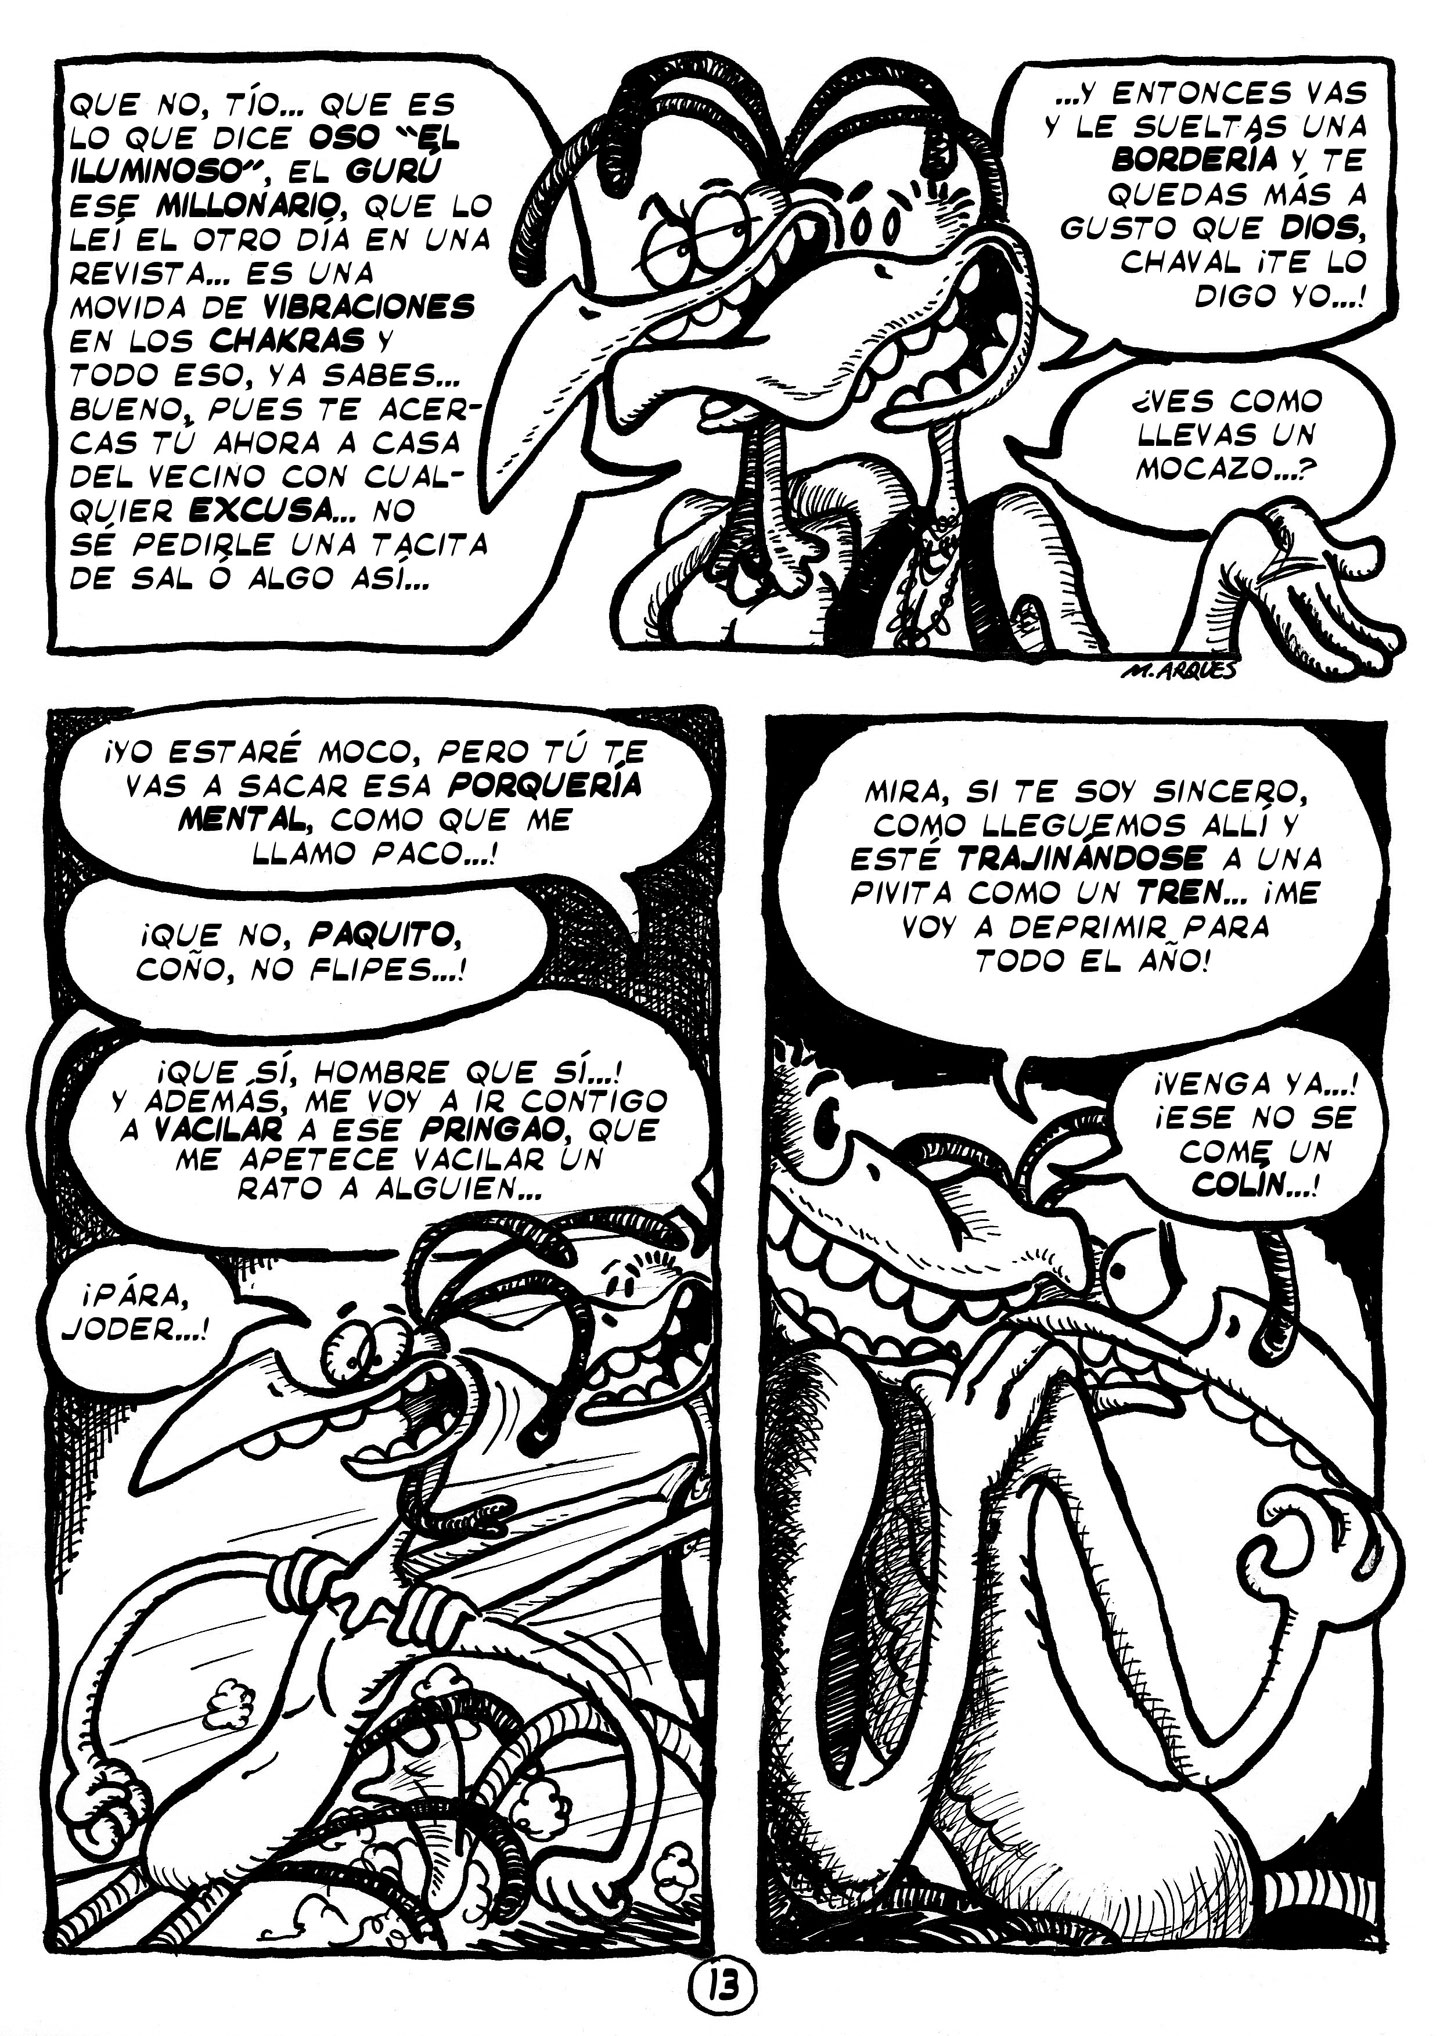 QUE NO, TÍO... QUE ES
LO QUE DICE OSO "EL
ILUMINOSO", EL GURÚ
ESE MILLONARIO, QUE LO
LEÍ EL OTRO DÍA EN UNA
REVISTA... ES UNA
MOVIDA DE VIBRACIONES
EN LOS CHAKRAS Y
TODO ESO, YA SABES...
BUENO, PUES TE ACER-
CAS TÚ AHORA A CASA
DEL VECINO CON CUAL-
QUIER EXCUSA... NO
SÉ PEDIRLE UNA TACITA
DE SAL Ó ALGO ASÍ...
...Y ENTONCES VAS
Y LE SUELTAS UNA
BORDERÍA Y TE
QUEDAS MÁS A
GUSTO QUE DIOS,
CHAVAL ¡TE LO
DIGO YO...!
¿VES COMO
LLEVAS UN
MOCAZO...?
M. ARQUES
¡YO ESTARÉ MOCO, PERO TÚ TE
VAS A SACAR ESA PORQUERÍA
MENTAL, COMO QUE ME
LLAMO PACO...!
¡QUE NO, PAQUITO,
COÑO, NO FLIPES...!
¡QUE SÍ, HOMBRE QUE SÍ...!
Y ADEMÁS, ME VOY A IR CONTIGO
A VACILAR A ESE PRINGAO, QUE
ME APETECE VACILAR UN
RATO A ALGUIEN...
¡PÁRA,
JODER...!
MIRA, SI TE SOY SINCERO,
COMO LLEGUEMOS ALLÍ Y
ESTÉ TRAJINÁNDOSE A UNA
PIVITA COMO UN TREN... ¡ME
VOY A DEPRIMIR PARA
TODO EL AÑO!
¡VENGA YA...!
¡ESE NO SE
COME UN
COLÍN...!
13